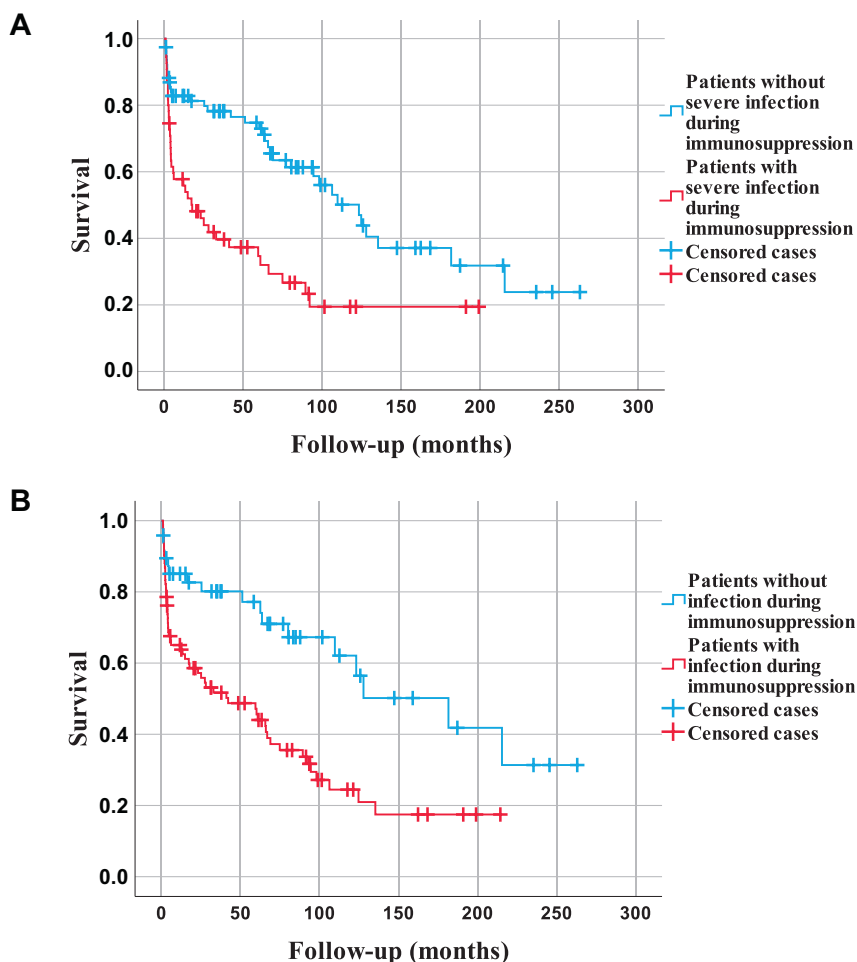 A
1.0
0.8
0.6
0.4
0.2
0.0
Survival
0 50 100 150 200 250 300
Follow-up (months)
Patients without
severe infection
during
immunosuppression
Patients with
severe infection
during
immunosuppression
Censored cases
Censored cases
B
1.0
0.8
0.6
0.4
0.2
0.0
Survival
0 50 100 150 200 250 300
Follow-up (months)
Patients without
infection during
immunosuppression
Patients with
infection during
immunosuppression
Censored cases
Censored cases